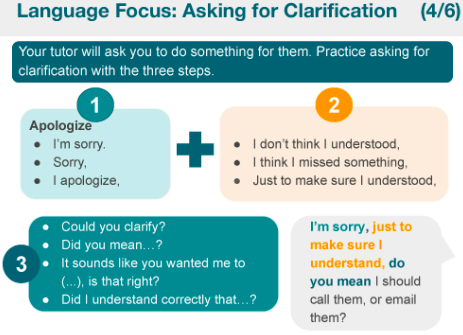 Language Focus: Asking for Clarification (4/6)
Your tutor will ask you to do something for them. Practice asking for
clarification with the three steps.
1
Apologize
● I'm sorry.
● Sorry,
● I apologize,
2
● I don't think I understood,
● I think I missed something,
● Just to make sure I understood,
3
● Could you clarify?
● Did you mean…?
● It sounds like you wanted me to
(...), is that right?
● Did I understand correctly that…?
I'm sorry, just to
make sure I
understand, do
you mean I should
call them, or email
them?